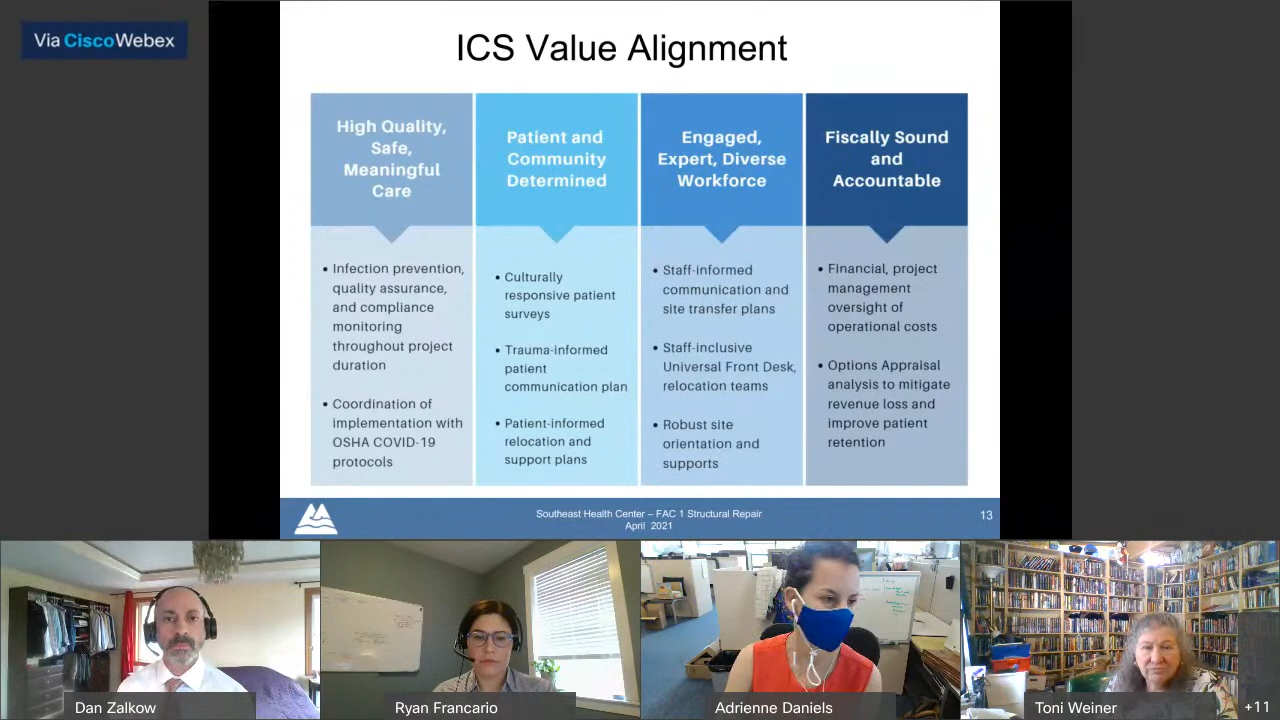 Via CiscoWebex
ICS Value Alignment
High Quality,
Safe,
Meaningful
Care
• Infection prevention,
quality assurance,
and compliance
monitoring
throughout project
duration
• Coordination of
implementation with
OSHA COVID-19
protocols
Patient and
Community
Determined
• Culturally
responsive patient
surveys
• Trauma-informed
patient
communication plan
• Patient-informed
relocation and
support plans
Engaged,
Expert, Diverse
Workforce
• Staff-informed
communication and
site transfer plans
• Staff-inclusive
Universal Front Desk,
relocation teams
• Robust site
orientation and
supports
Fiscally Sound
and
Accountable
• Financial, project
management
oversight of
operational costs
• Options Appraisal
analysis to mitigate
revenue loss and
improve patient
retention
Southeast Health Center – FAC 1 Structural Repair
April 2021
13
Dan Zalkow
Ryan Francario
Adrienne Daniels
Toni Weiner
+11